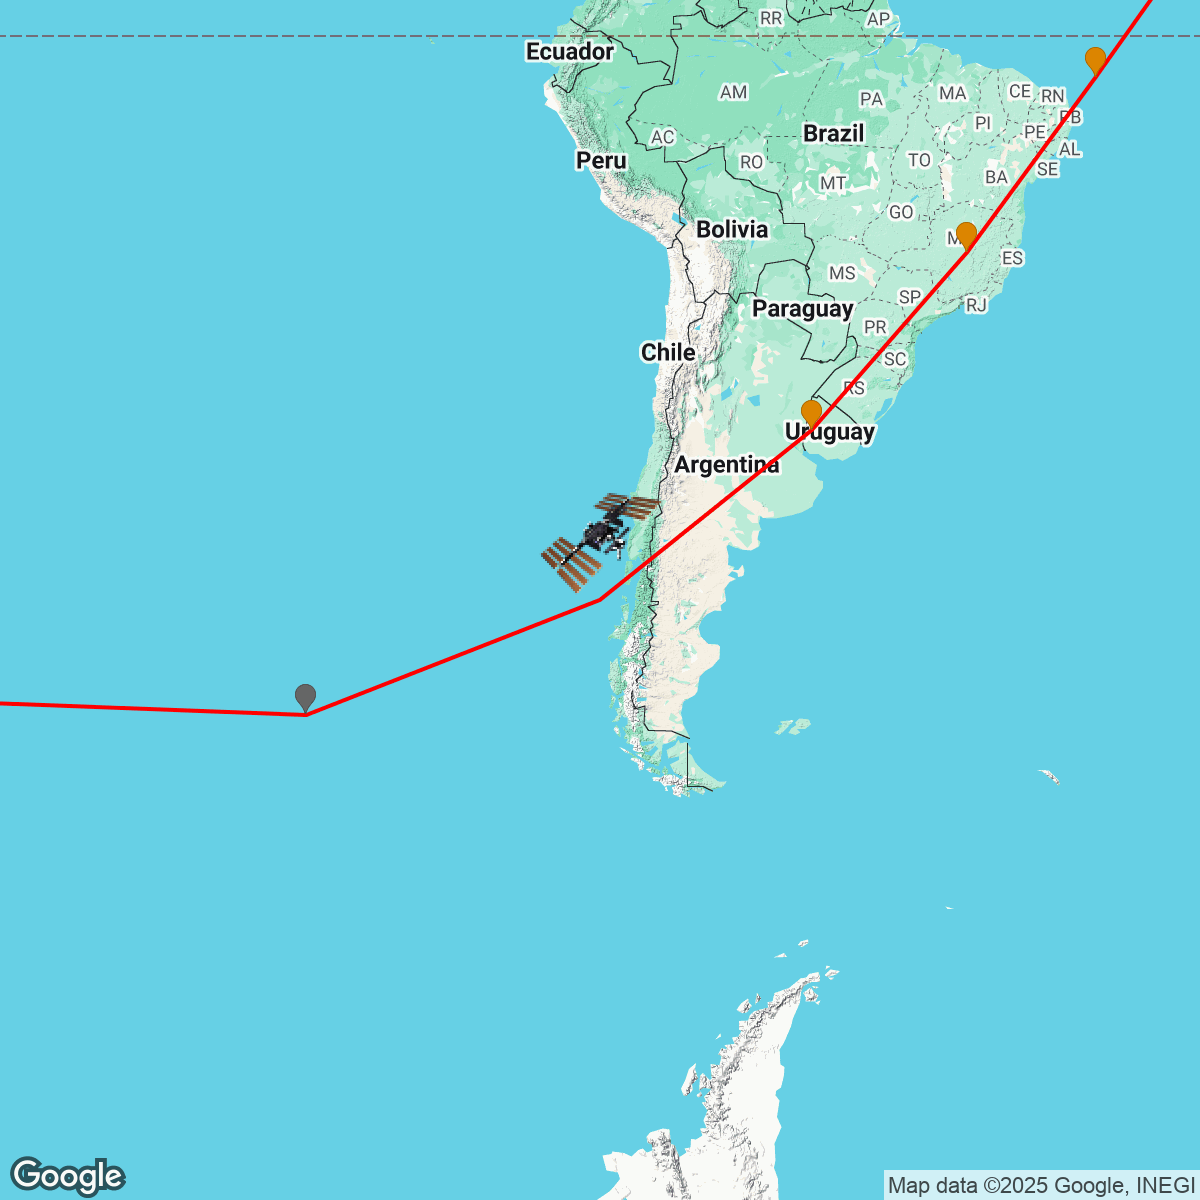 RR
AP
Ecuador
AM
PA
MA
CE
RN
PI
PB
PE
AC
Brazil
AL
Peru
RO
TO
SE
MT
BA
GO
Bolivia
M
ES
MS
SP
RJ
Paraguay
PR
Chile
SC
RS
Uruguay
Argentina
Google
Map data ©2025 Google, INEGI